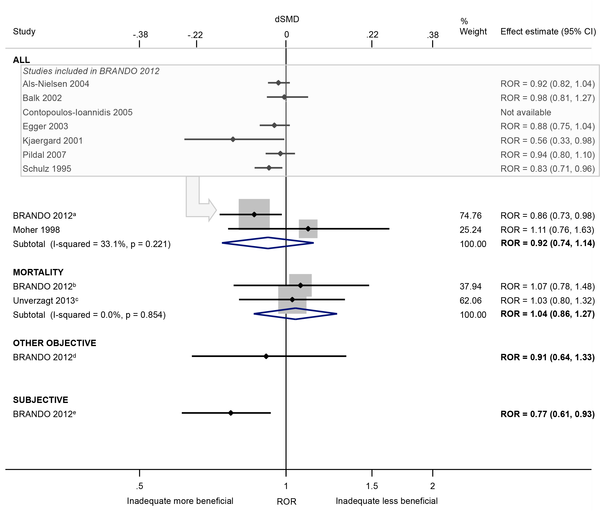 dSMD
%
Study -.38 -.22 0 .22 .38 Weight Effect estimate (95% CI)
ALL
Studies included in BRANDO 2012
Als-Nielsen 2004 ROR = 0.92 (0.82, 1.04)
Balk 2002 ROR = 0.98 (0.81, 1.27)
Contopoulos-Ioannidis 2005 Not available
Egger 2003 ROR = 0.88 (0.75, 1.04)
Kjaergard 2001 ROR = 0.56 (0.33, 0.98)
Pildal 2007 ROR = 0.94 (0.80, 1.10)
Schulz 1995 ROR = 0.83 (0.71, 0.96)
BRANDO 2012ᵃ 74.76 ROR = 0.86 (0.73, 0.98)
Moher 1998 25.24 ROR = 1.11 (0.76, 1.63)
Subtotal (I-squared = 33.1%, p = 0.221) 100.00 ROR = 0.92 (0.74, 1.14)
MORTALITY
BRANDO 2012ᵇ 37.94 ROR = 1.07 (0.78, 1.48)
Unverzagt 2013ᶜ 62.06 ROR = 1.03 (0.80, 1.32)
Subtotal (I-squared = 0.0%, p = 0.854) 100.00 ROR = 1.04 (0.86, 1.27)
OTHER OBJECTIVE
BRANDO 2012ᵈ ROR = 0.91 (0.64, 1.33)
SUBJECTIVE
BRANDO 2012ᵉ ROR = 0.77 (0.61, 0.93)
.5 1 1.5 2
Inadequate more beneficial ROR Inadequate less beneficial